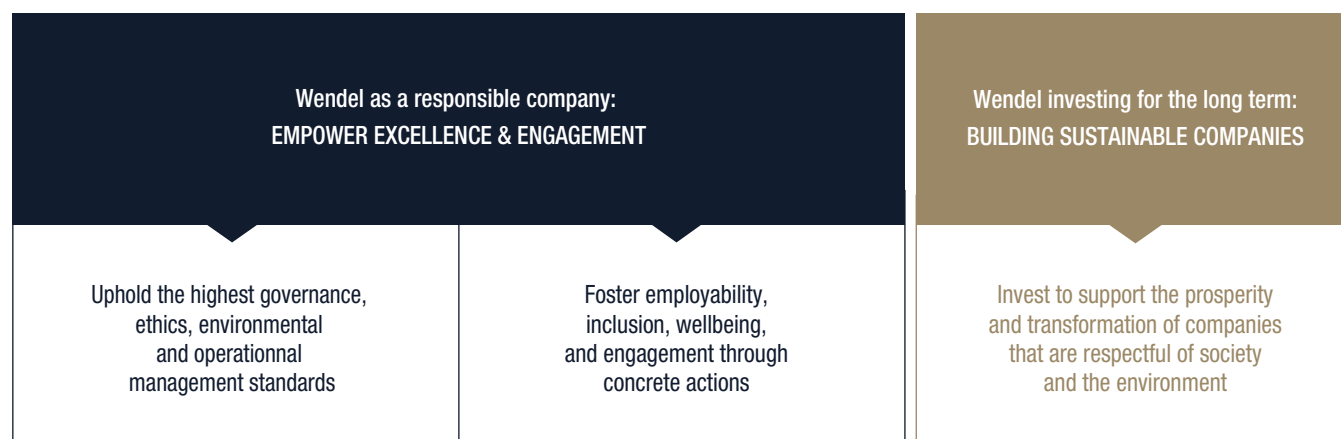 Wendel as a responsible company:
EMPOWER EXCELLENCE & ENGAGEMENT
Wendel investing for the long term:
BUILDING SUSTAINABLE COMPANIES
Uphold the highest governance,
ethics, environmental
and operationnal
management standards
Foster employability,
inclusion, wellbeing,
and engagement through
concrete actions
Invest to support the prosperity
and transformation of companies
that are respectful of society
and the environment